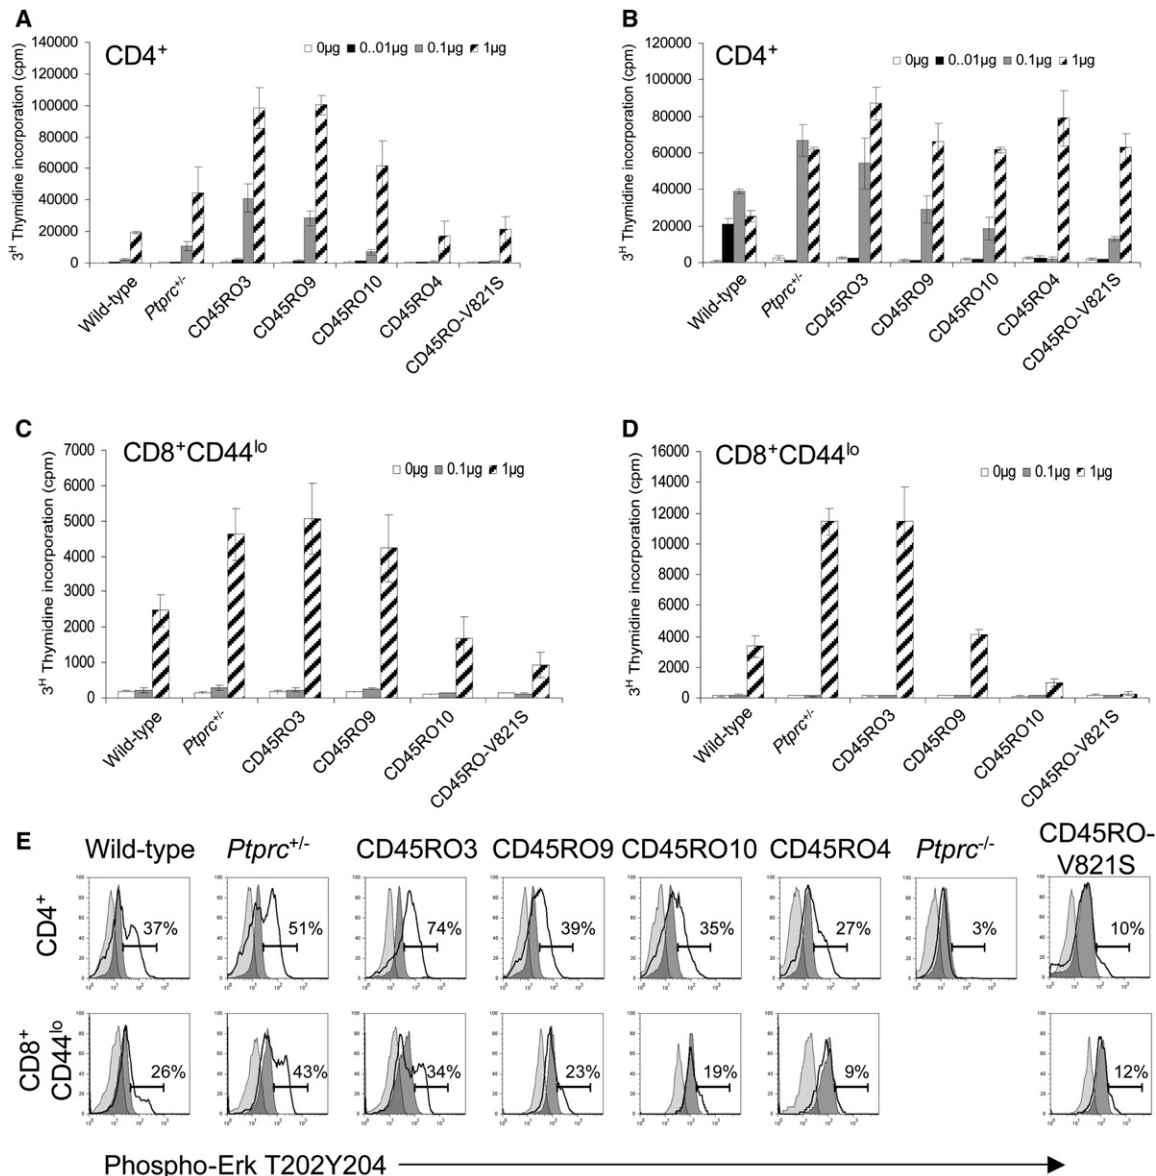 A
CD4+
0µg 0..01µg 0.1µg 1µg
3H Thymidine incorporation (cpm)
140000
120000
100000
80000
60000
40000
20000
0
Wild-type Ptprc+/- CD45RO3 CD45RO9 CD45RO10 CD45RO4 CD45RO-V821S
B
CD4+
0µg 0..01µg 0.1µg 1µg
3H Thymidine incorporation (cpm)
120000
100000
80000
60000
40000
20000
0
Wild-type Ptprc+/- CD45RO3 CD45RO9 CD45RO10 CD45RO4 CD45RO-V821S
C
CD8+CD44lo
0µg 0.1µg 1µg
3H Thymidine incorporation (cpm)
7000
6000
5000
4000
3000
2000
1000
0
Wild-type Ptprc+/- CD45RO3 CD45RO9 CD45RO10 CD45RO-V821S
D
CD8+CD44lo
0µg 0.1µg 1µg
3H Thymidine incorporation (cpm)
16000
14000
12000
10000
8000
6000
4000
2000
0
Wild-type Ptprc+/- CD45RO3 CD45RO9 CD45RO10 CD45RO-V821S
E
Wild-type Ptprc+/- CD45RO3 CD45RO9 CD45RO10 CD45RO4 Ptprc-/- CD45RO-
V821S
CD4+
37% 51% 74% 39% 35% 27% 3% 10%
CD8+
CD44lo
26% 43% 34% 23% 19% 9% 12%
Phospho-Erk T202Y204